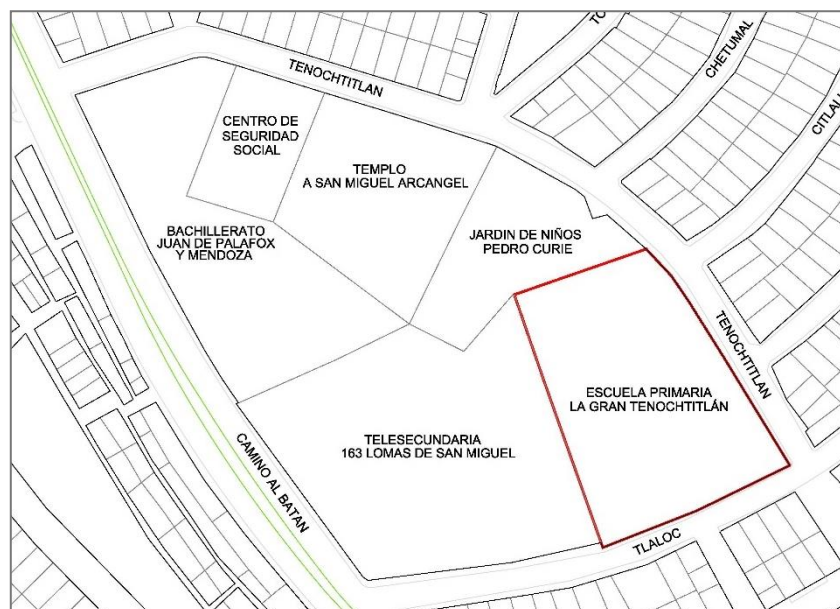 TENOCHTITLAN
CHETUMAL
CENTRO DE
SEGURIDAD
SOCIAL
TEMPLO
A SAN MIGUEL ARCANGEL
BACHILLERATO
JUAN DE PALAFOX
Y MENDOZA
JARDIN DE NIÑOS
PEDRO CURIE
TENOCHTITLAN
ESCUELA PRIMARIA
LA GRAN TENOCHTITLÁN
TELESECUNDARIA
163 LOMAS DE SAN MIGUEL
CAMINO AL BATAN
TLALOC